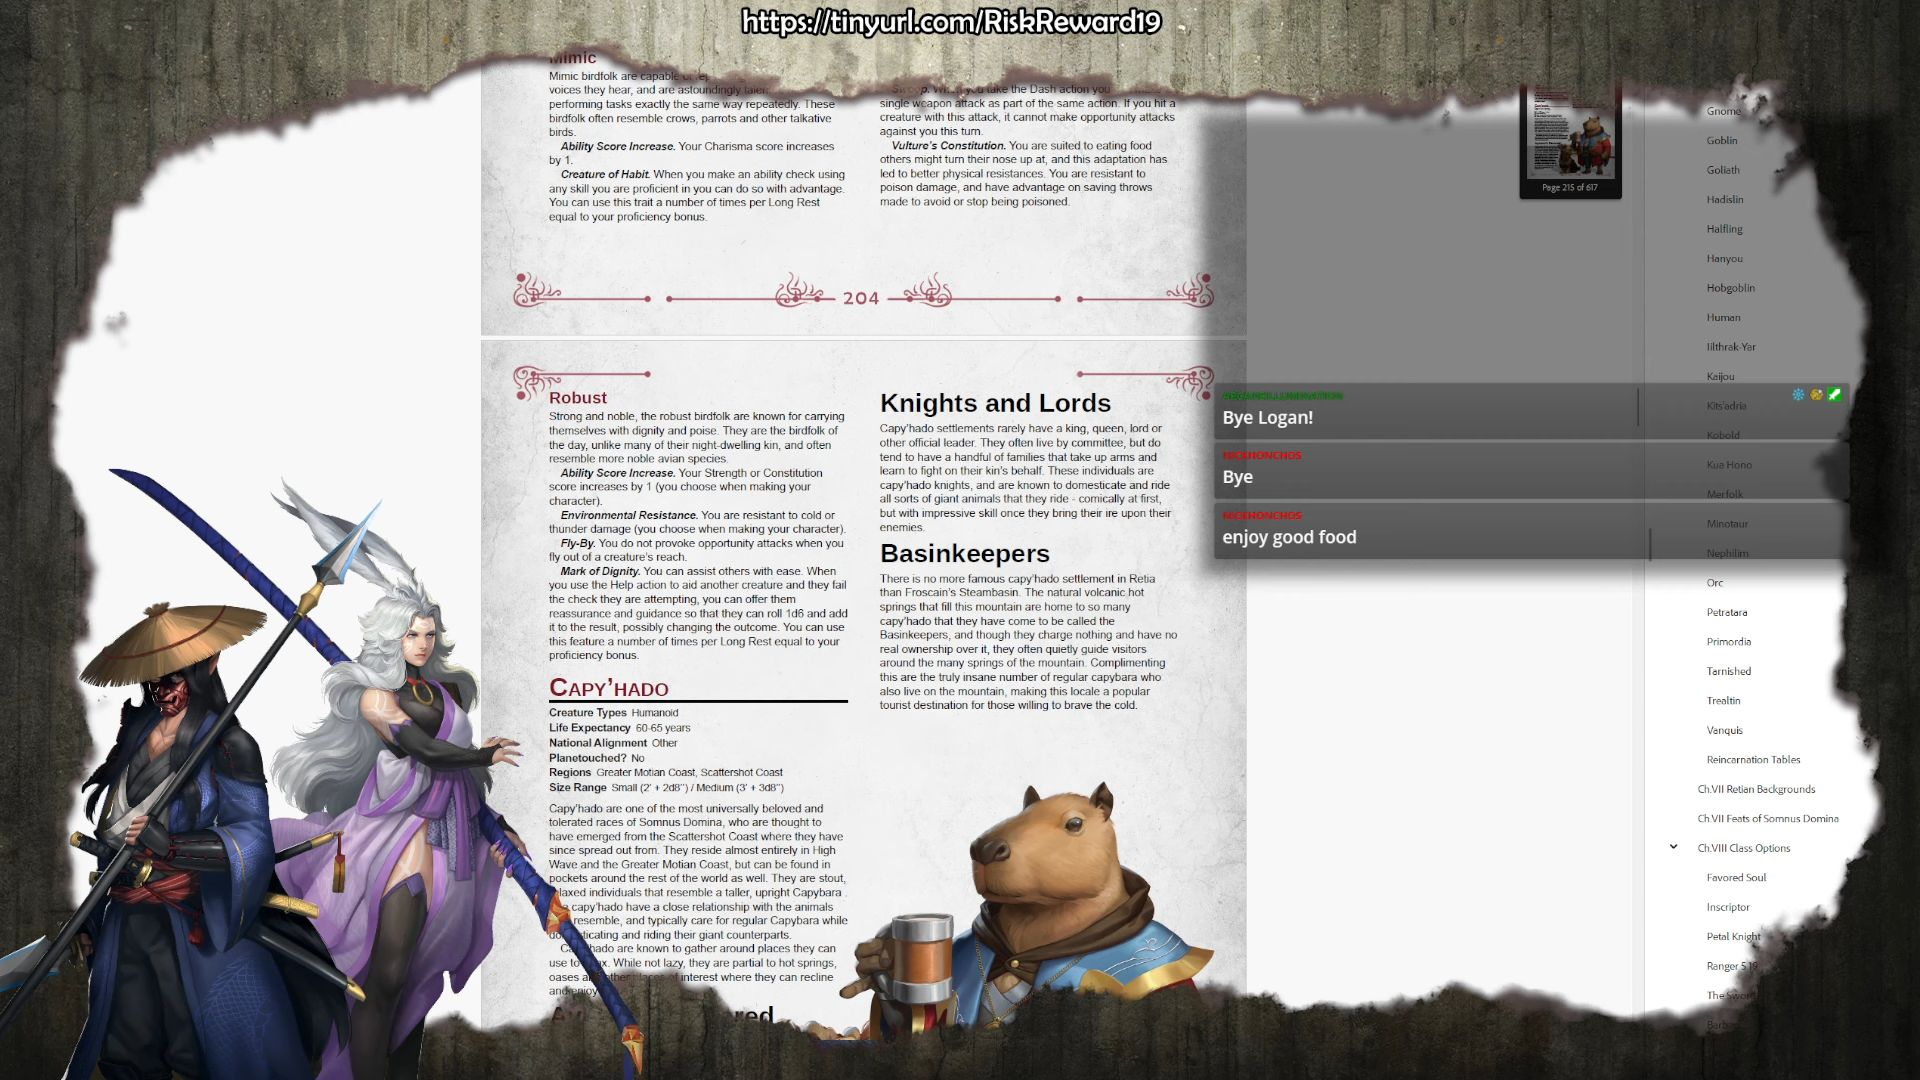 https://tinyurl.com/RiskReward19
Mimic
Mimic birdfolk are capable of
voices they hear, and are astoundingly
performing tasks exactly the same way repeatedly. These
birdfolk often resemble crows, parrots and other talkative
birds.
Ability Score Increase. Your Charisma score increases
by 1.
Creature of Habit. When you make an ability check using
any skill you are proficient in you can do so with advantage.
You can use this trait a number of times per Long Rest
equal to your proficiency bonus.
take the Dash action you
single weapon attack as part of the same action. If you hit a
creature with this attack, it cannot make opportunity attacks
against you this turn.
Vulture's Constitution. You are suited to eating food
others might turn their nose up at, and this adaptation has
led to better physical resistances. You are resistant to
poison damage, and have advantage on saving throws
made to avoid or stop being poisoned.
204
Robust
Strong and noble, the robust birdfolk are known for carrying
themselves with dignity and poise. They are the birdfolk of
the day, unlike many of their night-dwelling kin, and often
resemble more noble avian species.
Ability Score Increase. Your Strength or Constitution
score increases by 1 (you choose when making your
character).
Environmental Resistance. You are resistant to cold or
thunder damage (you choose when making your character).
Fly-By. You do not provoke opportunity attacks when you
fly out of a creature's reach.
Mark of Dignity. You can assist others with ease. When
you use the Help action to aid another creature and they fail
the check they are attempting, you can offer them
reassurance and guidance so that they can roll 1d6 and add
it to the result, possibly changing the outcome. You can use
this feature a number of times per Long Rest equal to your
proficiency bonus.
CAPY'HADO
Creature Types Humanoid
Life Expectancy 60-65 years
National Alignment Other
Planetouched? No
Regions Greater Motian Coast, Scattershot Coast
Size Range Small (2' + 2d8") / Medium (3' + 3d8")
Capy'hado are one of the most universally beloved and
tolerated races of Somnus Domina, who are thought to
have emerged from the Scattershot Coast where they have
since spread out from. They reside almost entirely in High
Wave and the Greater Motian Coast, but can be found in
pockets around the rest of the world as well. They are stout,
laxed individuals that resemble a taller, upright Capybara .
capy'hado have a close relationship with the animals
resemble, and typically care for regular Capybara while
ticating and riding their giant counterparts.
hado are known to gather around places they can
use to x. While not lazy, they are partial to hot springs,
oases places of interest where they can recline
and enjoy
red
Knights and Lords
Capy'hado settlements rarely have a king, queen, lord or
other official leader. They often live by committee, but do
tend to have a handful of families that take up arms and
learn to fight on their kin's behalf. These individuals are
capy'hado knights, and are known to domesticate and ride
all sorts of giant animals that they ride - comically at first,
but with impressive skill once they bring their ire upon their
enemies.
Basinkeepers
There is no more famous capy'hado settlement in Retia
than Froscain's Steambasin. The natural volcanic hot
springs that fill this mountain are home to so many
capy'hado that they have come to be called the
Basinkeepers, and though they charge nothing and have no
real ownership over it, they often quietly guide visitors
around the many springs of the mountain. Complimenting
this are the truly insane number of regular capybara who
also live on the mountain, making this locale a popular
tourist destination for those willing to brave the cold.
Page 215 of 617
Bye Logan!
NICKHONCHOS
Bye
NICKHONCHOS
enjoy good food
Gnome
Goblin
Goliath
Hadislin
Halfling
Hanyou
Hobgoblin
Human
Iilthrak-Yar
Kaijou
Kits'adria
Kobold
Kua Hono
Merfolk
Minotaur
Nephilim
Orc
Petratara
Primordia
Tarnished
Trealtin
Vanquis
Reincarnation Tables
Ch.VII Retian Backgrounds
Ch.VII Feats of Somnus Domina
Ch.VIII Class Options
Favored Soul
Inscriptor
Petal Knight
Ranger 5.19
The Sword
Barb